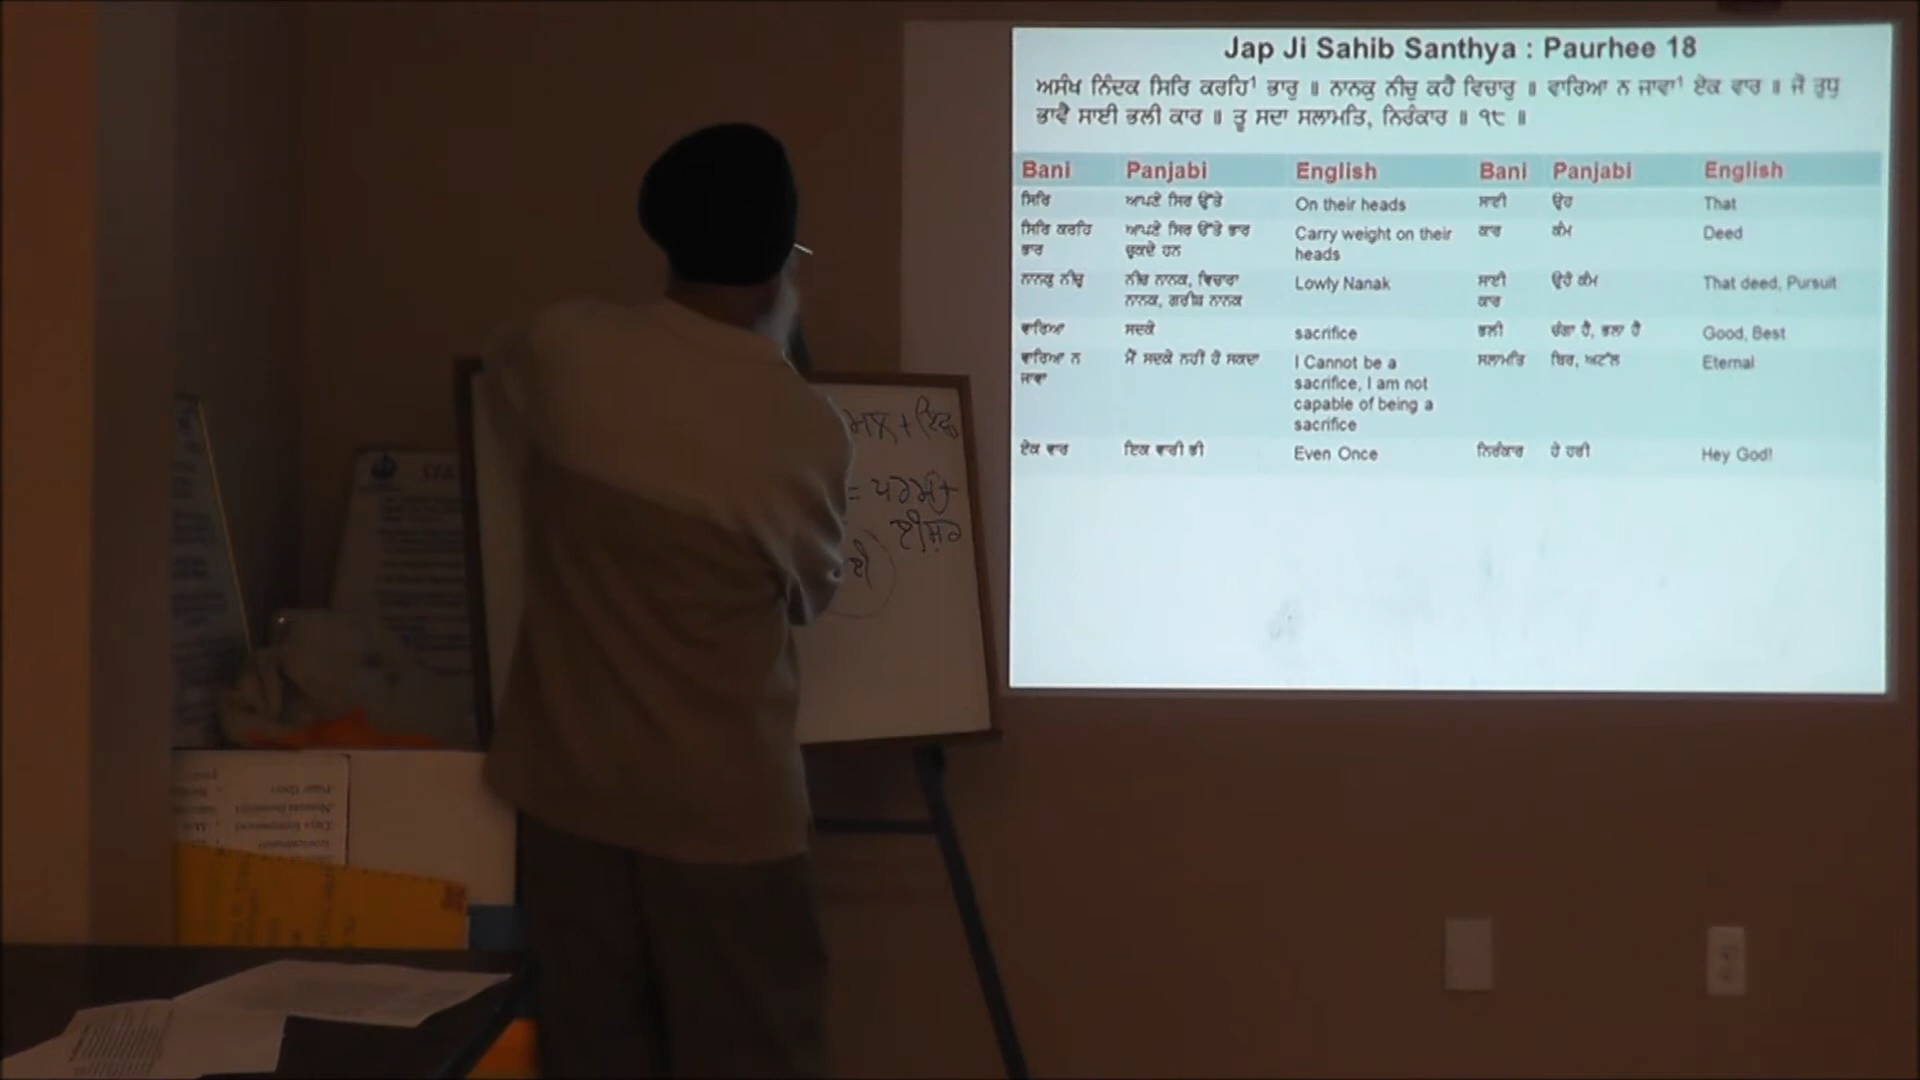 Jap Ji Sahib Santhya : Paurhee 18
ਅਸੰਖ ਨਿੰਦਕ ਸਿਰਿ ਕਰਹਿ¹ ਭਾਰੁ ॥ ਨਾਨਕੁ ਨੀਚੁ ਕਹੈ ਵਿਚਾਰੁ ॥ ਵਾਰਿਆ ਨ ਜਾਵਾ¹ ਏਕ ਵਾਰ ॥ ਜੋ ਤੁਧੁ
ਭਾਵੈ ਸਾਈ ਭਲੀ ਕਾਰ ॥ ਤੂ ਸਦਾ ਸਲਾਮਤਿ, ਨਿਰੰਕਾਰ ॥ ੧੮ ॥
Bani Panjabi English Bani Panjabi English
ਸਿਰਿ ਆਪਣੇ ਸਿਰ ਉੱਤੇ On their heads ਸਾਈ ਉਹ That
ਸਿਰਿ ਕਰਹਿ ਆਪਣੇ ਸਿਰ ਉੱਤੇ ਭਾਰ Carry weight on their ਕਾਰ ਕੰਮ Deed
ਭਾਰ ਚੁਕਦੇ ਹਨ heads
ਨਾਨਕੁ ਨੀਚੁ ਨੀਚ ਨਾਨਕ, ਵਿਚਾਰਾ Lowly Nanak ਸਾਈ ਉਹੈ ਕੰਮ That deed, Pursuit
ਨਾਨਕ, ਗਰੀਬ ਨਾਨਕ ਕਾਰ
ਵਾਰਿਆ ਸਦਕੇ sacrifice ਭਲੀ ਚੰਗਾ ਹੈ, ਭਲਾ ਹੈ Good, Best
ਵਾਰਿਆ ਨ ਮੈਂ ਸਦਕੇ ਨਹੀਂ ਹੋ ਸਕਦਾ I Cannot be a ਸਲਾਮਤਿ ਥਿਰ, ਅਟੱਲ Eternal
ਜਾਵਾ sacrifice, I am not
capable of being a
sacrifice
ਏਕ ਵਾਰ ਇਕ ਵਾਰੀ ਭੀ Even Once ਨਿਰੰਕਾਰ ਹੇ ਹਰੀ Hey God!
= ਪਰਮ +
ਈਸ਼ਰ